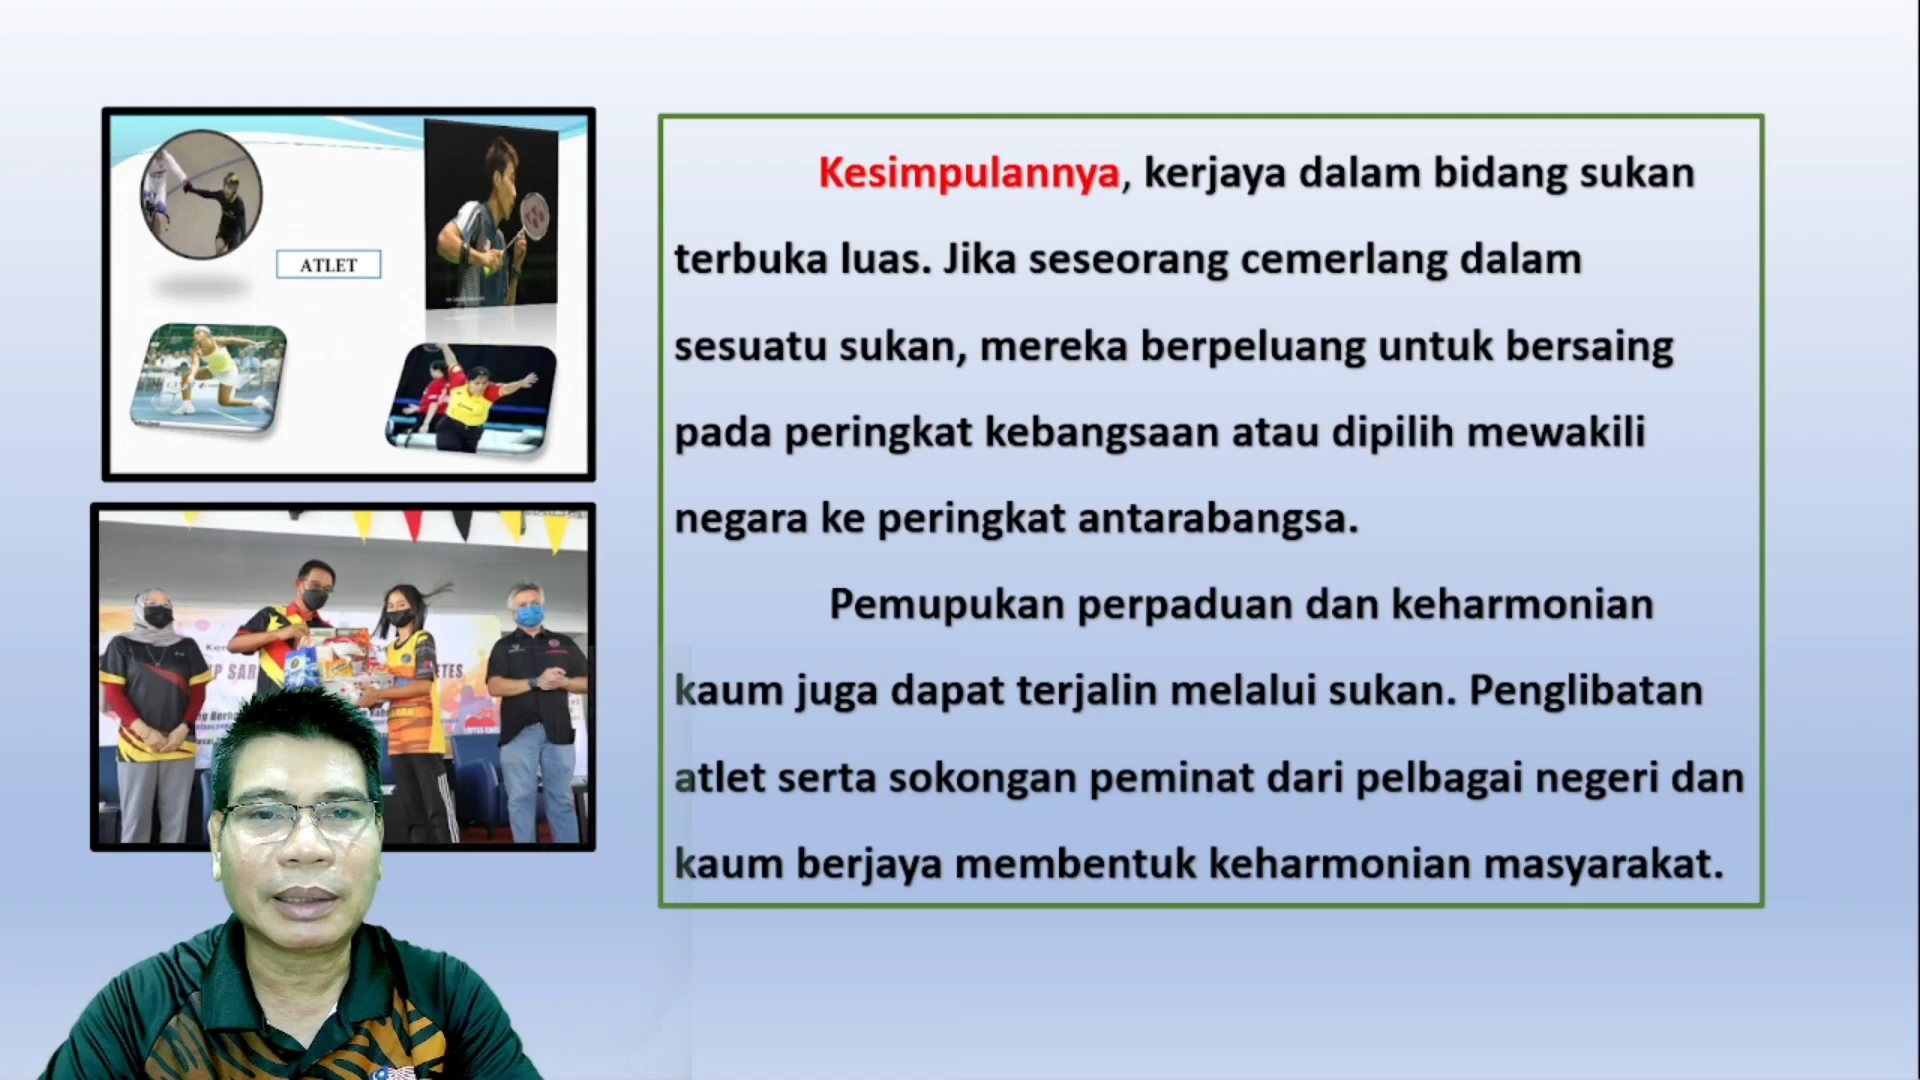 ATLET
Kesimpulannya, kerjaya dalam bidang sukan
terbuka luas. Jika seseorang cemerlang dalam
sesuatu sukan, mereka berpeluang untuk bersaing
pada peringkat kebangsaan atau dipilih mewakili
negara ke peringkat antarabangsa.
Pemupukan perpaduan dan keharmonian
kaum juga dapat terjalin melalui sukan. Penglibatan
atlet serta sokongan peminat dari pelbagai negeri dan
kaum berjaya membentuk keharmonian masyarakat.